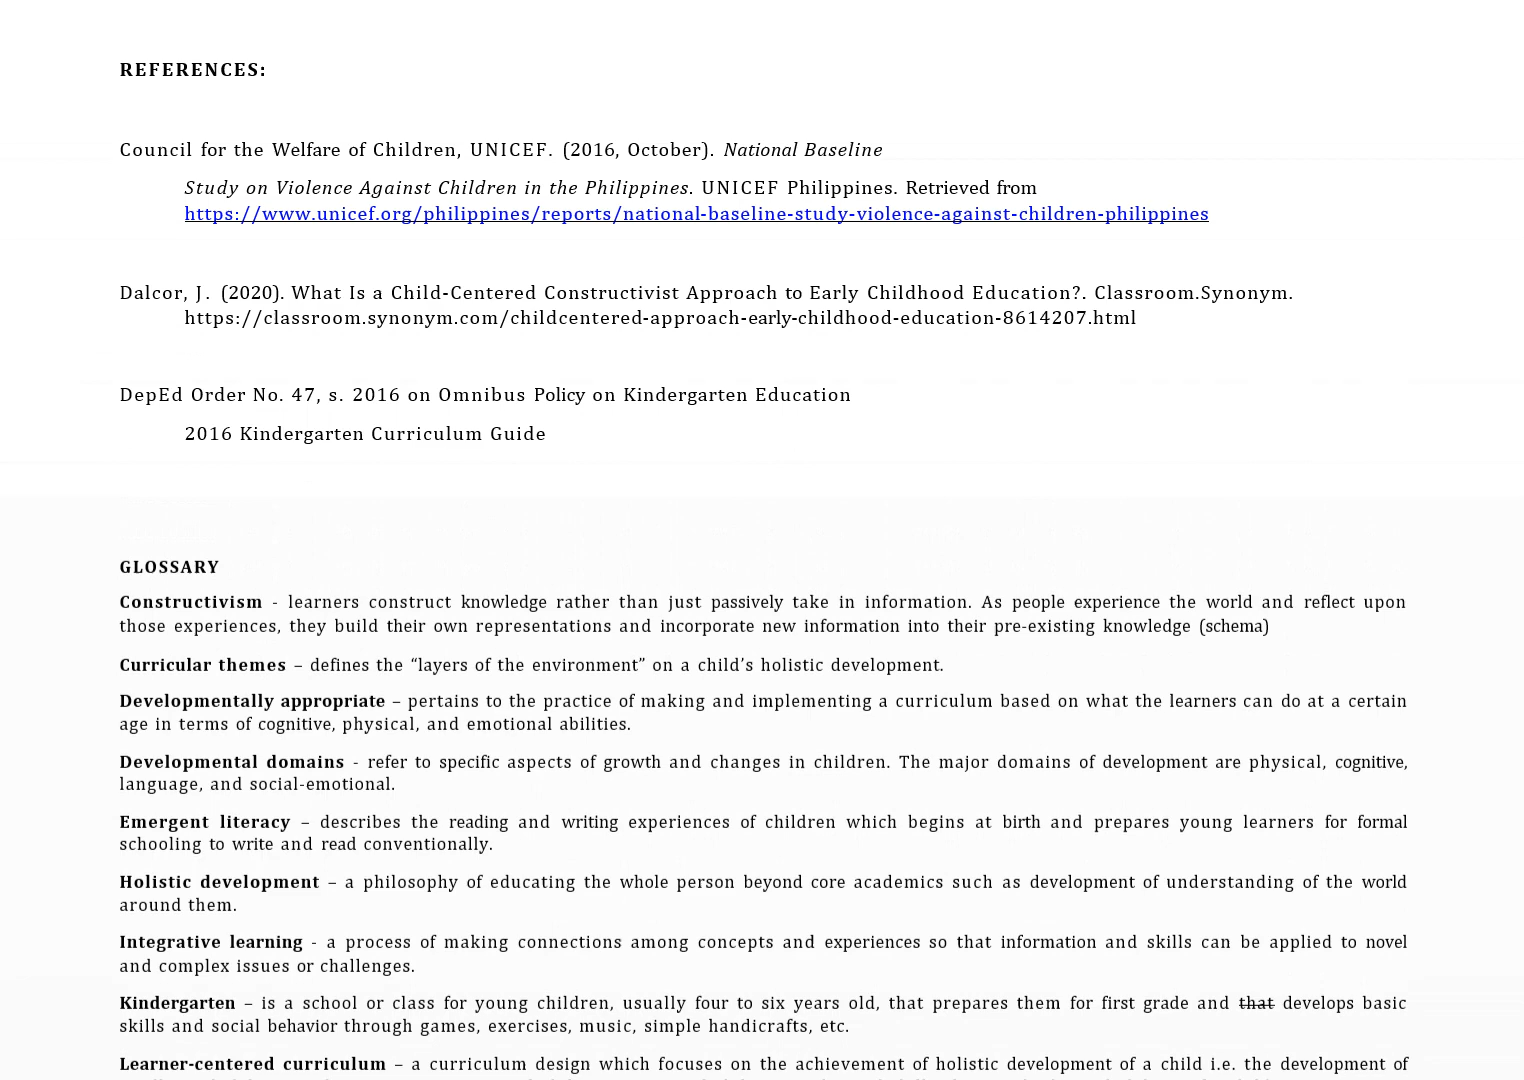 REFERENCES:
Council for the Welfare of Children, UNICEF. (2016, October). National Baseline
Study on Violence Against Children in the Philippines. UNICEF Philippines. Retrieved from
https://www.unicef.org/philippines/reports/national-baseline-study-violence-against-children-philippines
Dalcor, J. (2020). What Is a Child-Centered Constructivist Approach to Early Childhood Education?. Classroom.Synonym.
https://classroom.synonym.com/childcentered-approach-early-childhood-education-8614207.html
DepEd Order No. 47, s. 2016 on Omnibus Policy on Kindergarten Education
2016 Kindergarten Curriculum Guide
GLOSSARY
Constructivism - learners construct knowledge rather than just passively take in information. As people experience the world and reflect upon
those experiences, they build their own representations and incorporate new information into their pre-existing knowledge (schema)
Curricular themes – defines the “layers of the environment” on a child’s holistic development.
Developmentally appropriate – pertains to the practice of making and implementing a curriculum based on what the learners can do at a certain
age in terms of cognitive, physical, and emotional abilities.
Developmental domains - refer to specific aspects of growth and changes in children. The major domains of development are physical, cognitive,
language, and social-emotional.
Emergent literacy – describes the reading and writing experiences of children which begins at birth and prepares young learners for formal
schooling to write and read conventionally.
Holistic development – a philosophy of educating the whole person beyond core academics such as development of understanding of the world
around them.
Integrative learning - a process of making connections among concepts and experiences so that information and skills can be applied to novel
and complex issues or challenges.
Kindergarten – is a school or class for young children, usually four to six years old, that prepares them for first grade and that develops basic
skills and social behavior through games, exercises, music, simple handicrafts, etc.
Learner-centered curriculum – a curriculum design which focuses on the achievement of holistic development of a child i.e. the development of